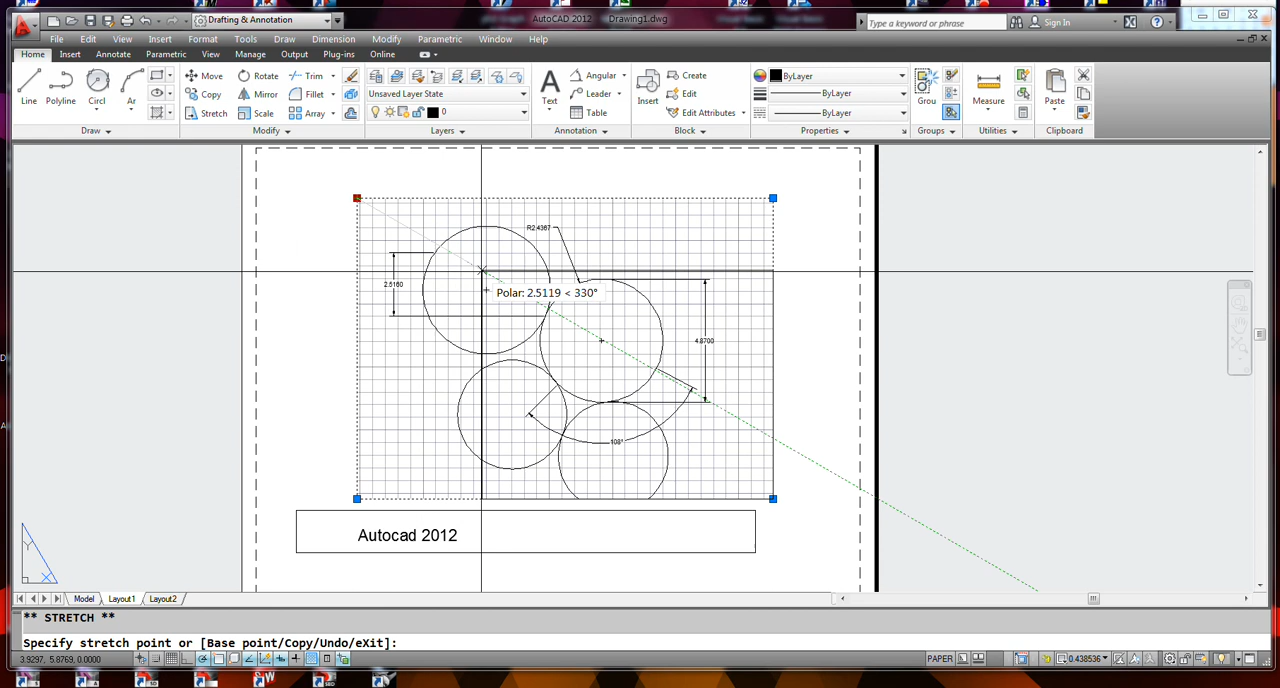 Drafting & Annotation
AutoCAD 2012 Drawing1.dwg
Type a keyword or phrase
Sign In
File Edit View Insert Format Tools Draw Dimension Modify Parametric Window Help
Home Insert Annotate Parametric View Manage Output Plug-ins Online
Line Polyline Circl Ar
Move Rotate Trim
Copy Mirror Fillet
Stretch Scale Array
Unsaved Layer State
0
Text
Angular
Leader
Table
Insert
Create
Edit
Edit Attributes
ByLayer
ByLayer
ByLayer
Grou
Measure
Paste
Draw Modify Layers Annotation Block Properties Groups Utilities Clipboard
R2.4367
2.5160
Polar: 2.5119 < 330°
4.8700
108°
Autocad 2012
Y
X
Model Layout1 Layout2
** STRETCH **
Specify stretch point or [Base point/Copy/Undo/eXit]:
3.9297, 5.8769, 0.0000
PAPER
0.438536